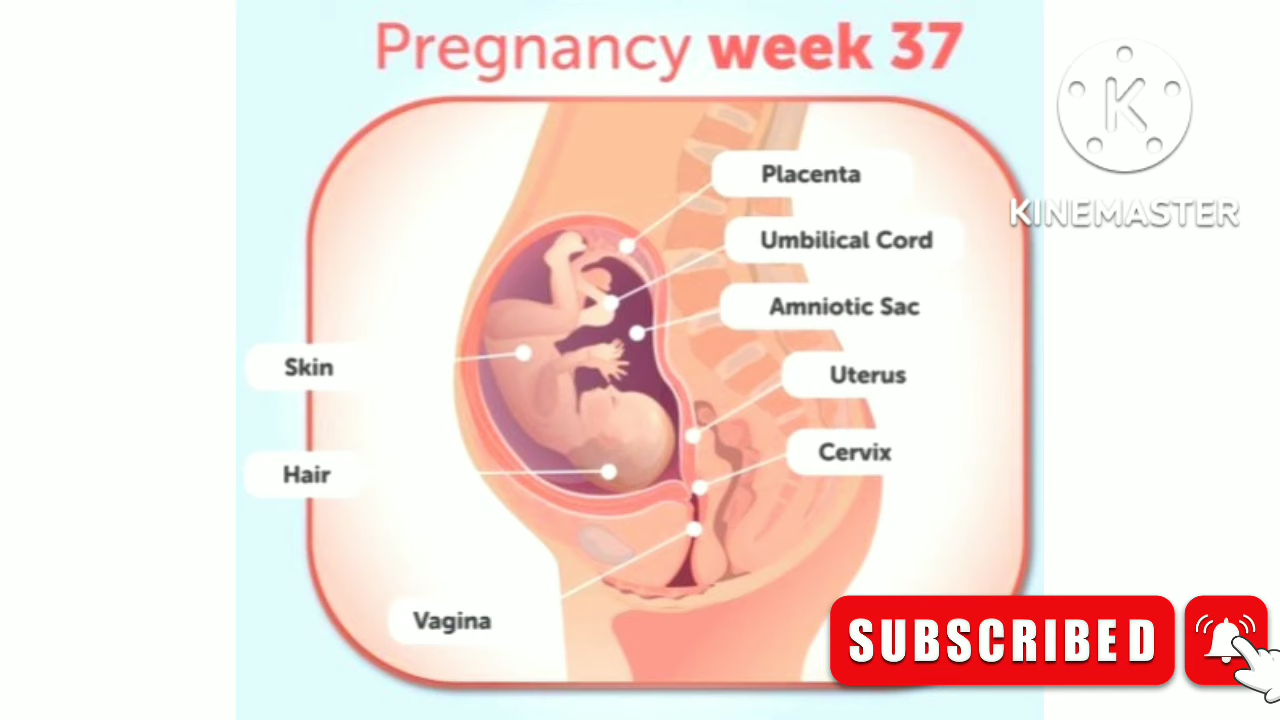 Pregnancy week 37
KINEMASTER
Placenta
Umbilical Cord
Amniotic Sac
Uterus
Cervix
Skin
Hair
Vagina
SUBSCRIBED